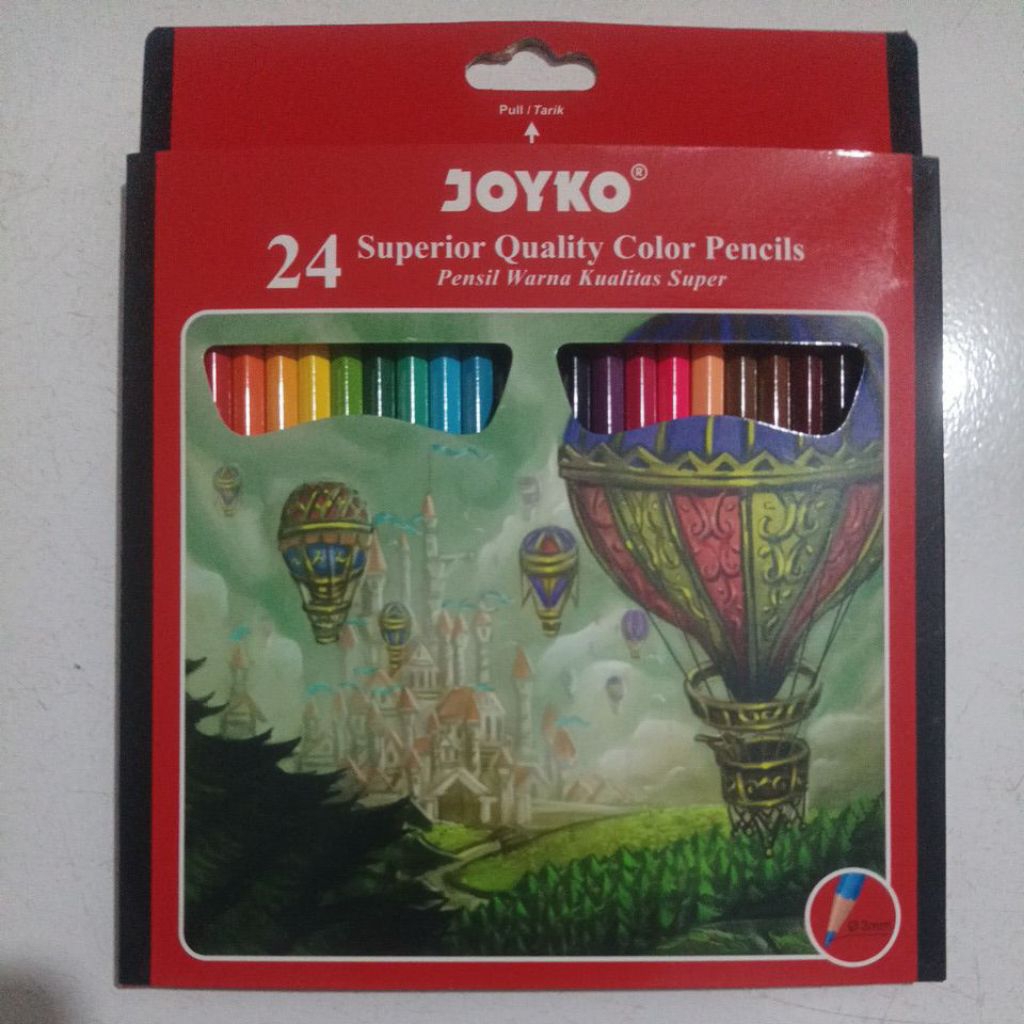 Pull / Tarik
JOYKO®
24 Superior Quality Color Pencils
Pensil Warna Kualitas Super
Ø 3mm